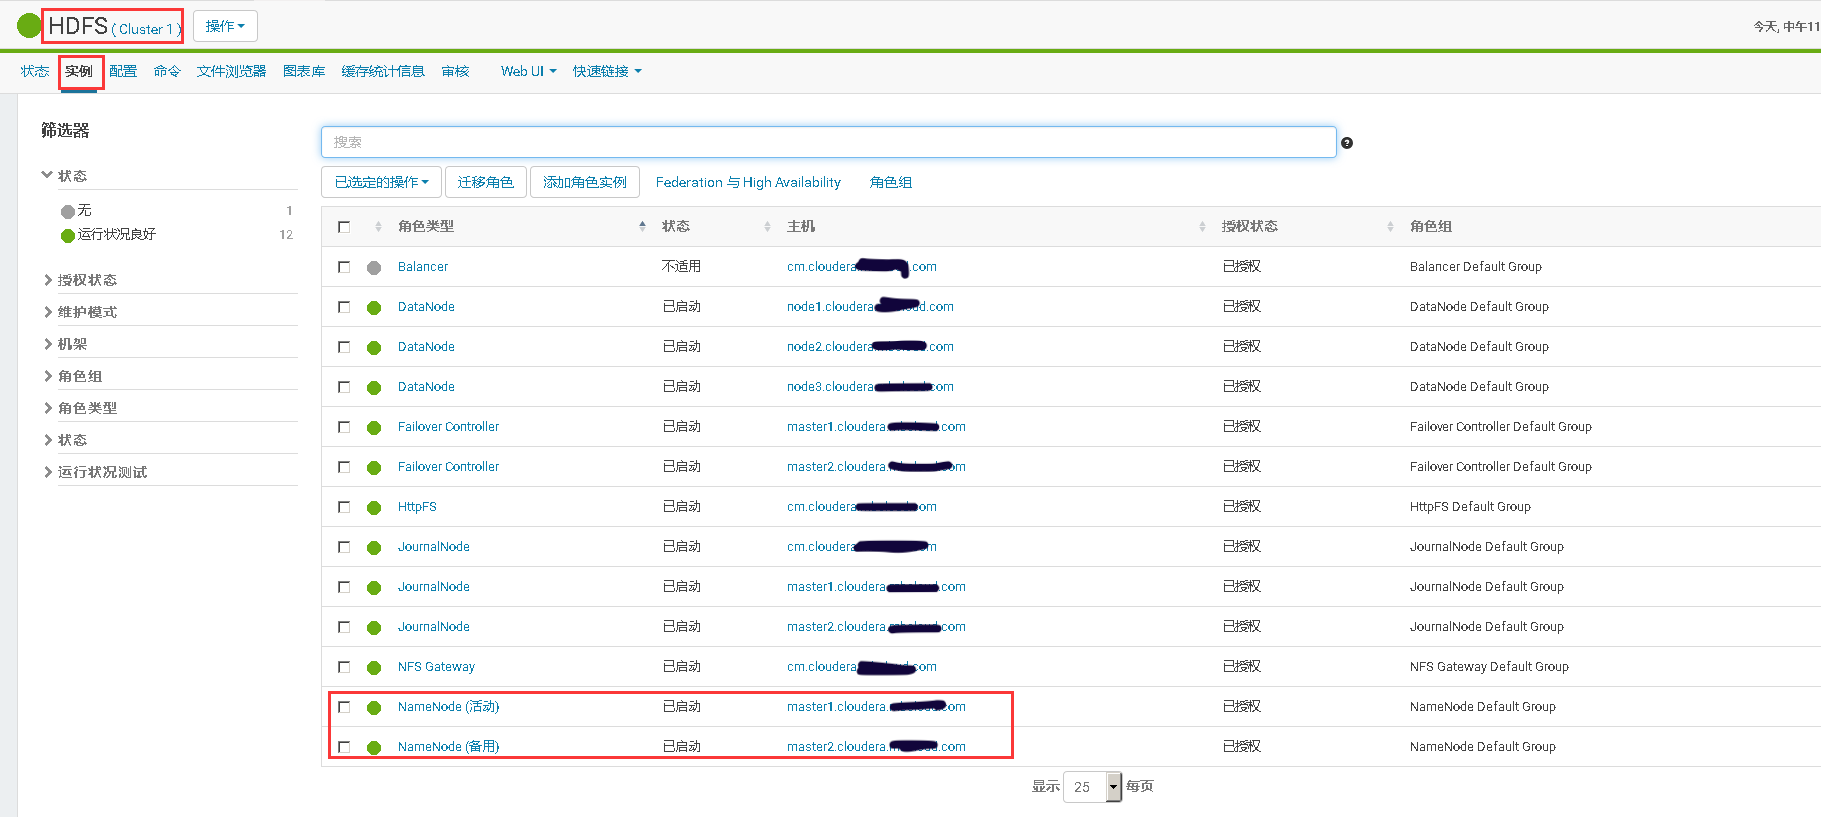 HDFS ( Cluster 1 ) 操作
今天, 中午11
状态 实例 配置 命令 文件浏览器 图表库 缓存统计信息 审核 Web UI 快速链接
筛选器
状态
无 1
运行状况良好 12
授权状态
维护模式
机架
角色组
角色类型
状态
运行状况测试
搜索
已选定的操作 迁移角色 添加角色实例 Federation 与 High Availability 角色组
角色类型 状态 主机 授权状态 角色组
Balancer 不适用 cm.cloudera .com 已授权 Balancer Default Group
DataNode 已启动 node1.cloudera .com 已授权 DataNode Default Group
DataNode 已启动 node2.cloudera .com 已授权 DataNode Default Group
DataNode 已启动 node3.cloudera com 已授权 DataNode Default Group
Failover Controller 已启动 master1.cloudera. .com 已授权 Failover Controller Default Group
Failover Controller 已启动 master2.cloudera. 已授权 Failover Controller Default Group
HttpFS 已启动 cm.cloudera .com 已授权 HttpFS Default Group
JournalNode 已启动 cm.cloudera 已授权 JournalNode Default Group
JournalNode 已启动 master1.cloudera. .com 已授权 JournalNode Default Group
JournalNode 已启动 master2.cloudera. .com 已授权 JournalNode Default Group
NFS Gateway 已启动 cm.cloudera .com 已授权 NFS Gateway Default Group
NameNode (活动) 已启动 master1.cloudera. .com 已授权 NameNode Default Group
NameNode (备用) 已启动 master2.cloudera. .com 已授权 NameNode Default Group
显示 25 每页